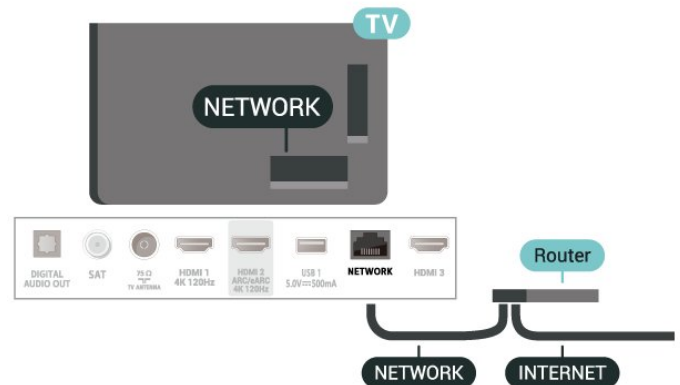 TV
NETWORK
DIGITAL
AUDIO OUT
SAT
75 Ω
TV ANTENNA
HDMI 1
4K 120Hz
HDMI 2
ARC/eARC
4K 120Hz
USB 1
5.0V⎓500mA
NETWORK
HDMI 3
Router
NETWORK
INTERNET